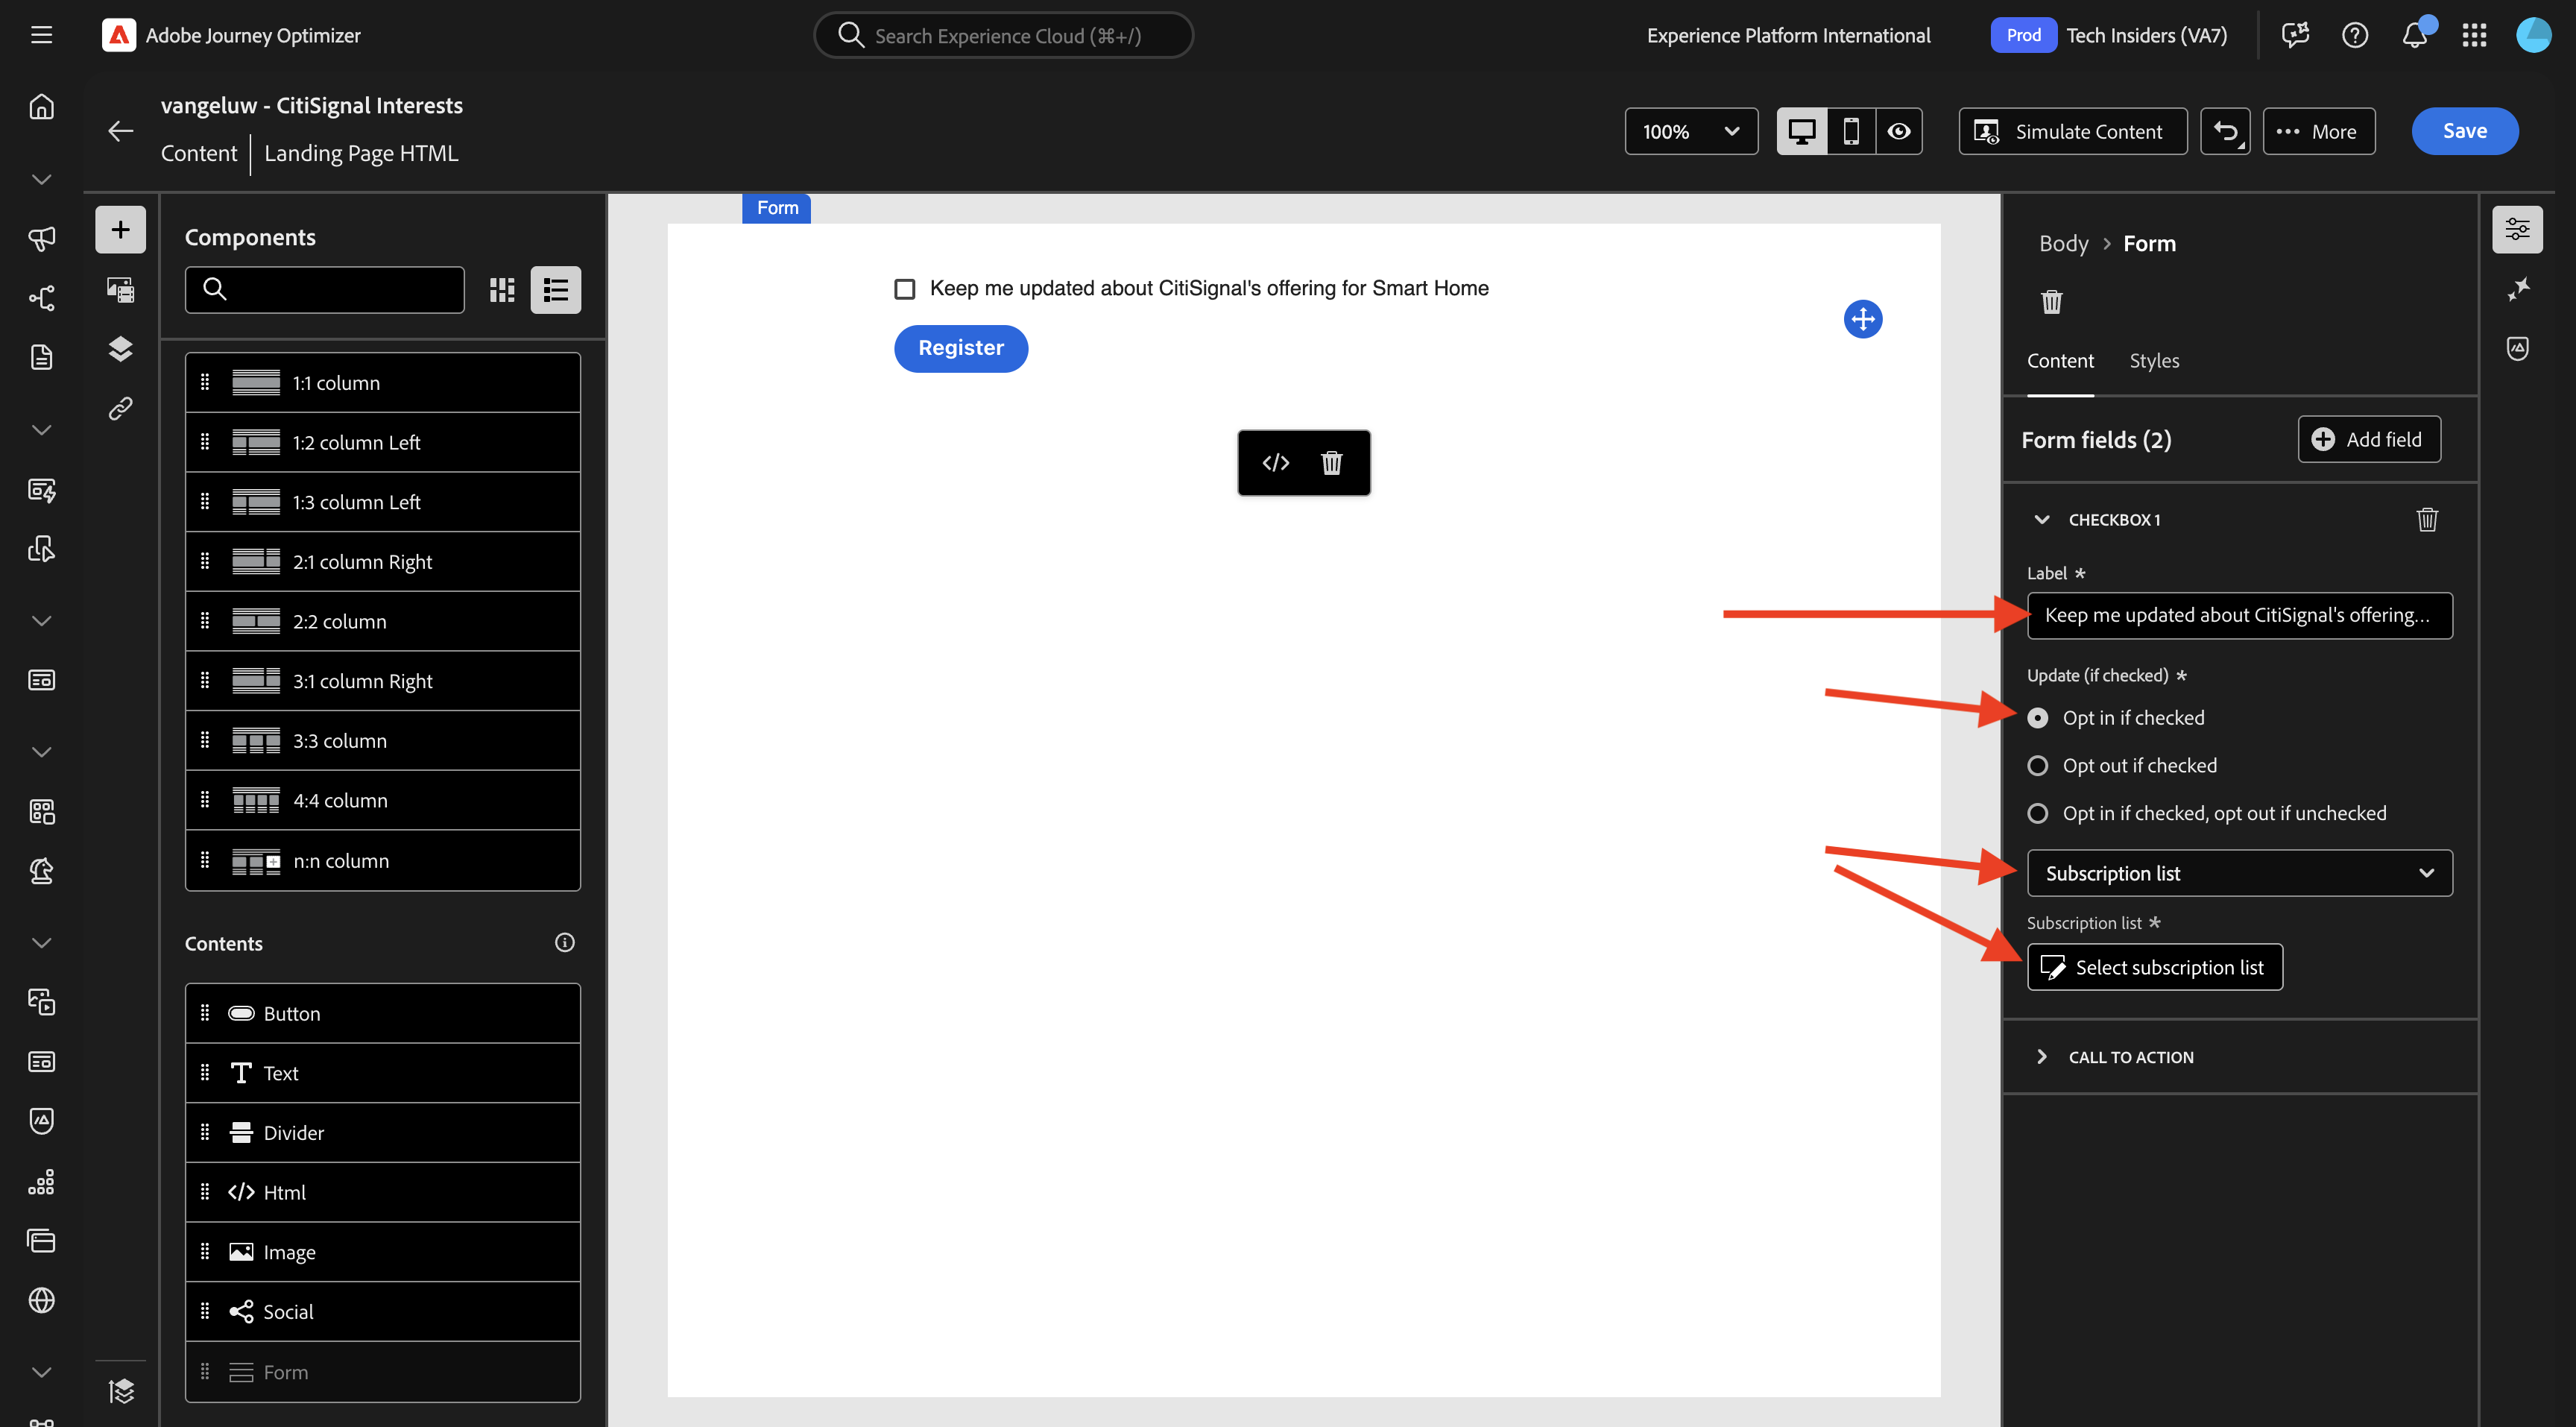 Adobe Journey Optimizer
Search Experience Cloud (⌘+/)
Experience Platform International
Prod
Tech Insiders (VA7)
vangeluw - CitiSignal Interests
Content
Landing Page HTML
100%
Simulate Content
More
Save
Components
1:1 column
1:2 column Left
1:3 column Left
2:1 column Right
2:2 column
3:1 column Right
3:3 column
4:4 column
n:n column
Contents
Button
Text
Divider
Html
Image
Social
Form
Form
Keep me updated about CitiSignal's offering for Smart Home
Register
Body > Form
Content
Styles
Form fields (2)
Add field
CHECKBOX 1
Label *
Keep me updated about CitiSignal's offering...
Update (if checked) *
Opt in if checked
Opt out if checked
Opt in if checked, opt out if unchecked
Subscription list
Subscription list *
Select subscription list
CALL TO ACTION